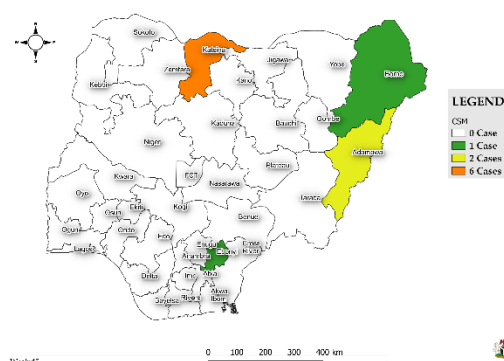 Sokoto
Katsina
Zamfara
Jigawa
Yobe
Borno
Kebbi
Kano
Kaduna
Bauchi
Gombe
Adamawa
Niger
Plateau
FCT
Nasarawa
Kwara
Taraba
Oyo
Kogi
Benue
Osun
Ekiti
Ogun
Ondo
Edo
Enugu
Ebonyi
Cross
River
Anambra
Lagos
Delta
Imo
Abia
Bayelsa
Rivers
Akwa
Ibom
LEGEND
CSM
0 Case
1 Case
2 Cases
6 Cases
0 100 200 300 400 km